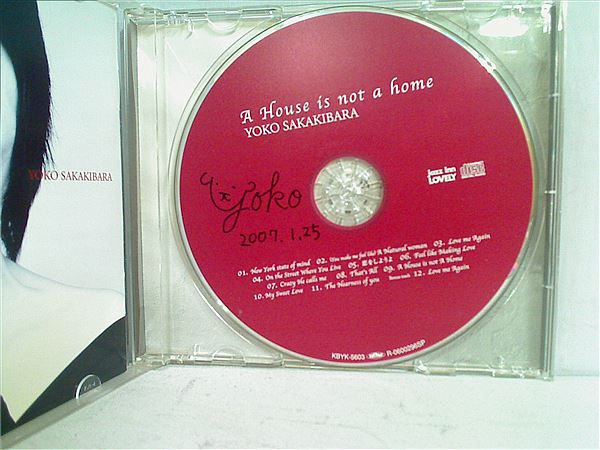 YOKO SAKAKIBARA
A House is not a home
YOKO SAKAKIBARA
jazz inn
LOVELY
yoko
2007. 1. 25
01. New York state of mind 02. (You make me feel like) A Natural woman 03. Love me Again
04. On the Street Where You Live 05. 恋をしようよ 06. Feel like Making Love
07. Crazy He calls me 08. That's All 09. A House is not A Home
10. My Sweet Love 11. The Nearness of you Bonus track 12. Love me Again
KBYK-5603 R-0600296SP